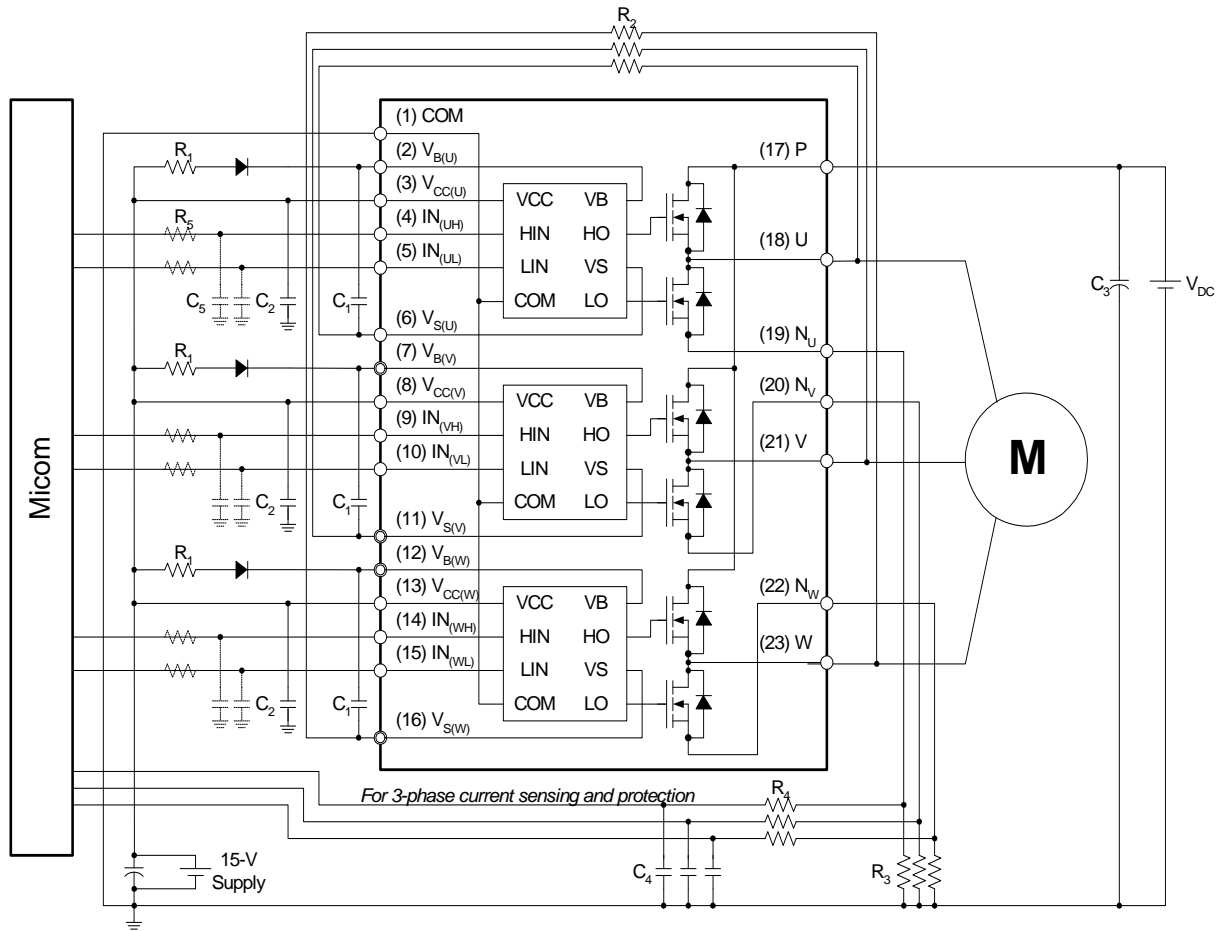 R2
(1) COM
(2) VB(U)
(3) VCC(U)
(4) IN(UH)
(5) IN(UL)
(6) VS(U)
(7) VB(V)
(8) VCC(V)
(9) IN(VH)
(10) IN(VL)
(11) VS(V)
(12) VB(W)
(13) VCC(W)
(14) IN(WH)
(15) IN(WL)
(16) VS(W)
(17) P
(18) U
(19) NU
(20) NV
(21) V
(22) NW
(23) W
VCC VB
HIN HO
LIN VS
COM LO
VCC VB
HIN HO
LIN VS
COM LO
VCC VB
HIN HO
LIN VS
COM LO
Micom
R1
R5
C5 C2 C1
R1
C2 C1
R1
C2 C1
C3 VDC
M
For 3-phase current sensing and protection
R4
15-V
Supply
C4
R3